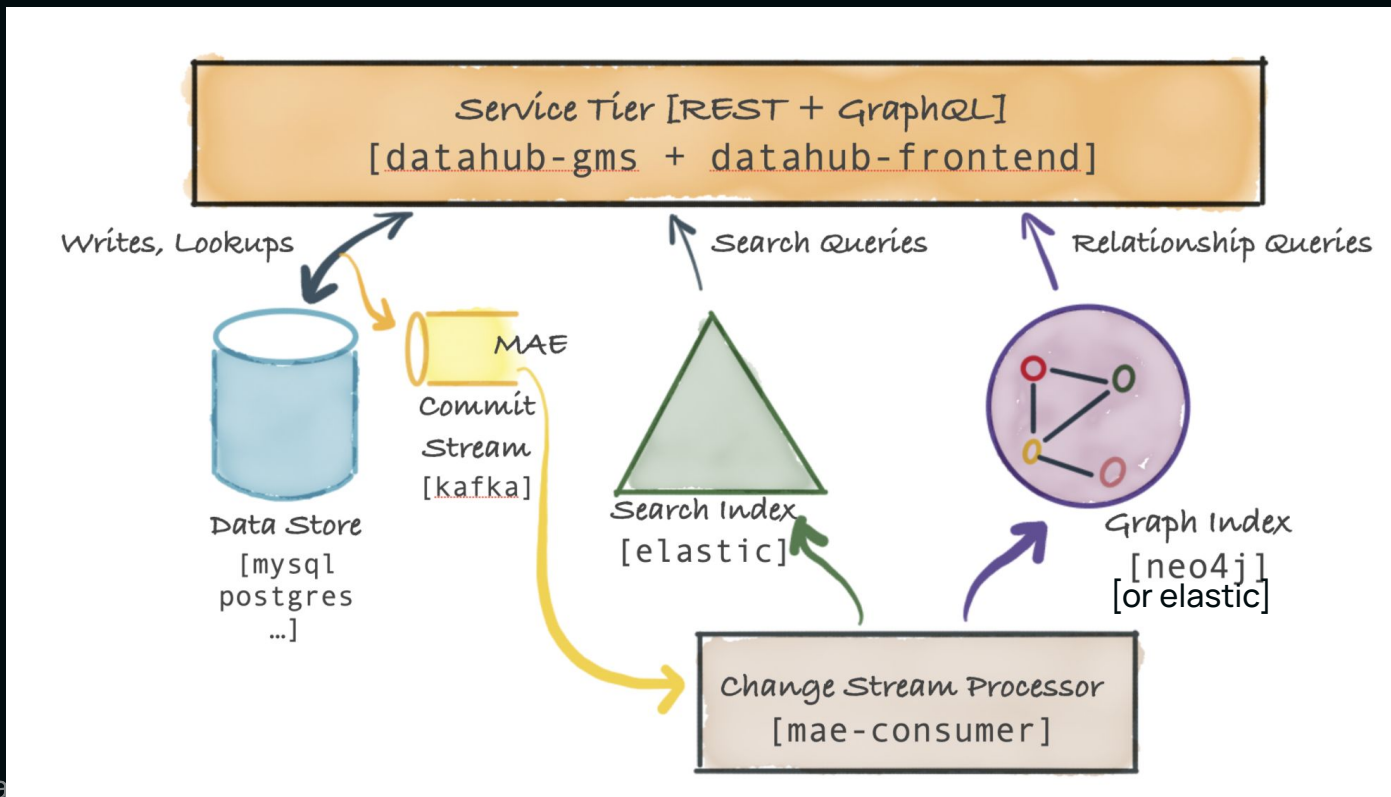 Service Tier [REST + GraphQL]
[datahub-gms + datahub-frontend]
Writes, Lookups
Search Queries
Relationship Queries
MAE
Commit
Stream
[kafka]
Data Store
[mysql
postgres
…]
Search Index
[elastic]
Graph Index
[neo4j]
[or elastic]
Change Stream Processor
[mae-consumer]